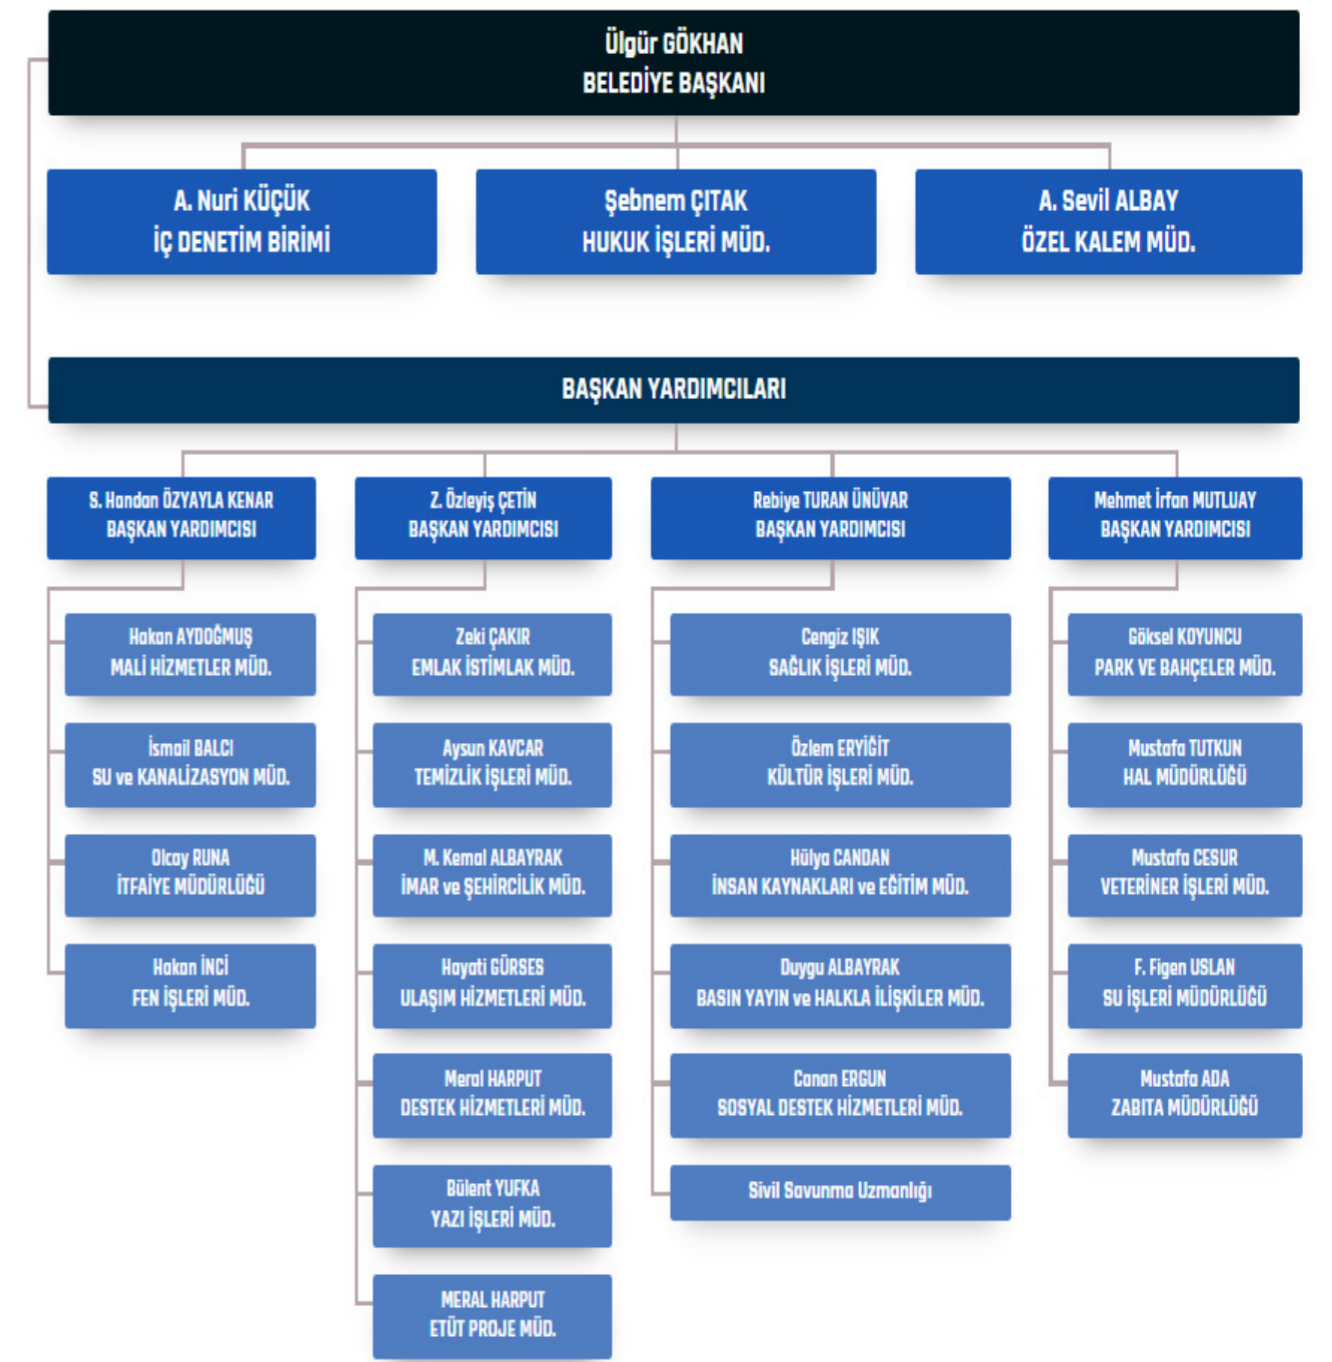 Ülgür GÖKHAN
BELEDİYE BAŞKANI
A. Nuri KÜÇÜK
İÇ DENETİM BİRİMİ
Şebnem ÇITAK
HUKUK İŞLERİ MÜD.
A. Sevil ALBAY
ÖZEL KALEM MÜD.
BAŞKAN YARDIMCILARI
S. Handan ÖZYAYLA KENAR
BAŞKAN YARDIMCISI
Hakan AYDOĞMUŞ
MALİ HİZMETLER MÜD.
İsmail BALCI
SU ve KANALİZASYON MÜD.
Olcay RUNA
İTFAİYE MÜDÜRLÜĞÜ
Hakan İNCİ
FEN İŞLERİ MÜD.
Z. Özleyiş ÇETİN
BAŞKAN YARDIMCISI
Zeki ÇAKIR
EMLAK İSTİMLAK MÜD.
Aysun KAVCAR
TEMİZLİK İŞLERİ MÜD.
M. Kemal ALBAYRAK
İMAR ve ŞEHİRCİLİK MÜD.
Hayati GÜRSES
ULAŞIM HİZMETLERİ MÜD.
Meral HARPUT
DESTEK HİZMETLERİ MÜD.
Bülent YUFKA
YAZI İŞLERİ MÜD.
MERAL HARPUT
ETÜT PROJE MÜD.
Rebiye TURAN ÜNÜVAR
BAŞKAN YARDIMCISI
Cengiz IŞIK
SAĞLIK İŞLERİ MÜD.
Özlem ERYİĞİT
KÜLTÜR İŞLERİ MÜD.
Hülya CANDAN
İNSAN KAYNAKLARI ve EĞİTİM MÜD.
Duygu ALBAYRAK
BASIN YAYIN ve HALKLA İLİŞKİLER MÜD.
Canan ERGUN
SOSYAL DESTEK HİZMETLERİ MÜD.
Sivil Savunma Uzmanlığı
Mehmet İrfan MUTLUAY
BAŞKAN YARDIMCISI
Göksel KOYUNCU
PARK VE BAHÇELER MÜD.
Mustafa TUTKUN
HAL MÜDÜRLÜĞÜ
Mustafa CESUR
VETERİNER İŞLERİ MÜD.
F. Figen USLAN
SU İŞLERİ MÜDÜRLÜĞÜ
Mustafa ADA
ZABITA MÜDÜRLÜĞÜ